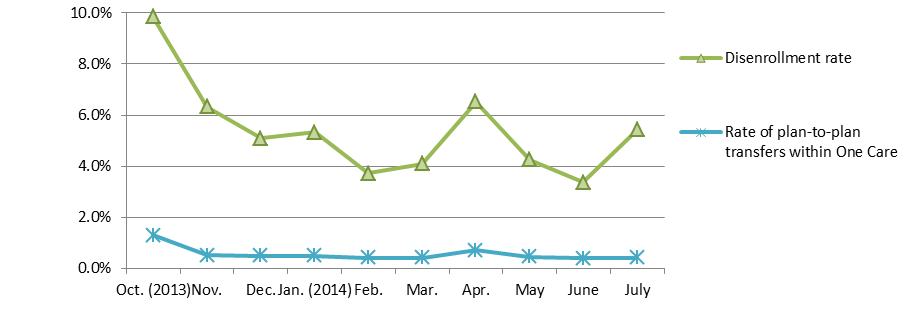 10.0%
8.0%
6.0%
4.0%
2.0%
0.0%
Oct. (2013) Nov. Dec. Jan. (2014) Feb. Mar. Apr. May June July
Disenrollment rate
Rate of plan-to-plan
transfers within One Care